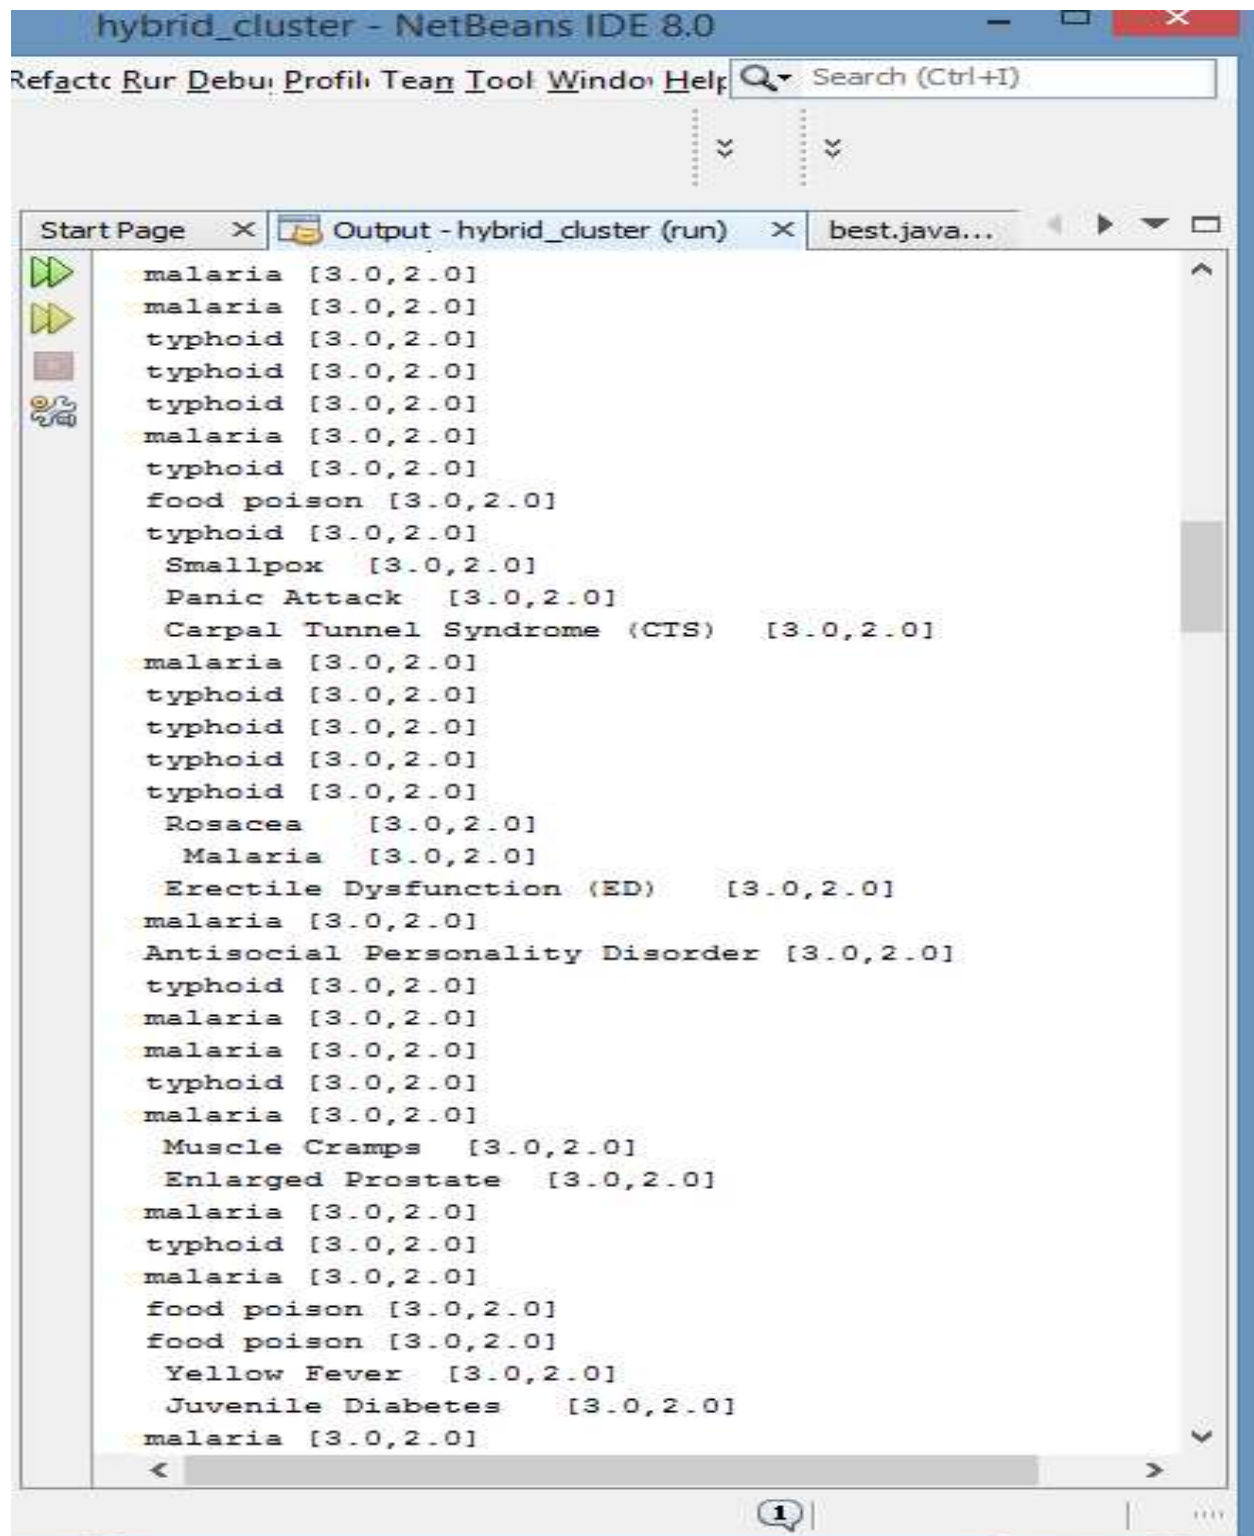 hybrid_cluster - NetBeans IDE 8.0
Refactc Rur Debu Profil Tean Tool Windo Help Search (Ctrl+I)
Start Page Output - hybrid_cluster (run) best.java...
malaria [3.0,2.0]
malaria [3.0,2.0]
typhoid [3.0,2.0]
typhoid [3.0,2.0]
typhoid [3.0,2.0]
malaria [3.0,2.0]
typhoid [3.0,2.0]
food poison [3.0,2.0]
typhoid [3.0,2.0]
Smallpox [3.0,2.0]
Panic Attack [3.0,2.0]
Carpal Tunnel Syndrome (CTS) [3.0,2.0]
malaria [3.0,2.0]
typhoid [3.0,2.0]
typhoid [3.0,2.0]
typhoid [3.0,2.0]
typhoid [3.0,2.0]
Rosacea [3.0,2.0]
Malaria [3.0,2.0]
Erectile Dysfunction (ED) [3.0,2.0]
malaria [3.0,2.0]
Antisocial Personality Disorder [3.0,2.0]
typhoid [3.0,2.0]
malaria [3.0,2.0]
malaria [3.0,2.0]
typhoid [3.0,2.0]
malaria [3.0,2.0]
Muscle Cramps [3.0,2.0]
Enlarged Prostate [3.0,2.0]
malaria [3.0,2.0]
typhoid [3.0,2.0]
malaria [3.0,2.0]
food poison [3.0,2.0]
food poison [3.0,2.0]
Yellow Fever [3.0,2.0]
Juvenile Diabetes [3.0,2.0]
malaria [3.0,2.0]
1